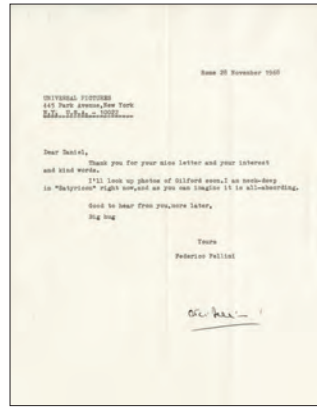 Rome 28 November 1968
UNIVERSAL PICTURES
445 Park Avenue,New York
N.Y. U.S.A. - 10022
Dear Daniel,
Thank you for your nice letter and your interest
and kind words.
I'll look up photos of Gilford soon.I am neck-deep
in "Satyricon" right now,and as you can imagine it is all-absording.
Good to hear from you,more later,
Big hug
Yours
Federico Fellini